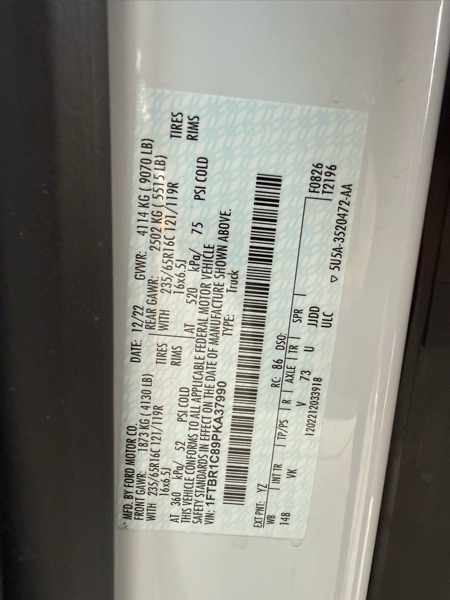 MFD. BY FORD MOTOR CO.
DATE: 12/22 GVWR: 4114 KG ( 9070 LB)
FRONT GAWR: 1873 KG ( 4130 LB) REAR GAWR: 2502 KG ( 5515 LB)
WITH 235/65R16C 121/119R TIRES WITH 235/65R16C 121/119R TIRES
16x6.5J RIMS 16x6.5J RIMS
AT 360 kPa/ 52 PSI COLD AT 520 kPa/ 75 PSI COLD
THIS VEHICLE CONFORMS TO ALL APPLICABLE FEDERAL MOTOR VEHICLE
SAFETY STANDARDS IN EFFECT ON THE DATE OF MANUFACTURE SHOWN ABOVE.
VIN: 1FTBR1C89PKA37990 TYPE: Truck
F0826
T2196
EXT PNT: YZ RC: 86 DSO:
WB INT TR TP/PS R AXLE TR SPR
148 VK V 73 U JJDD
ULC
1202212033918
▽ 5U5A-3520472-AA